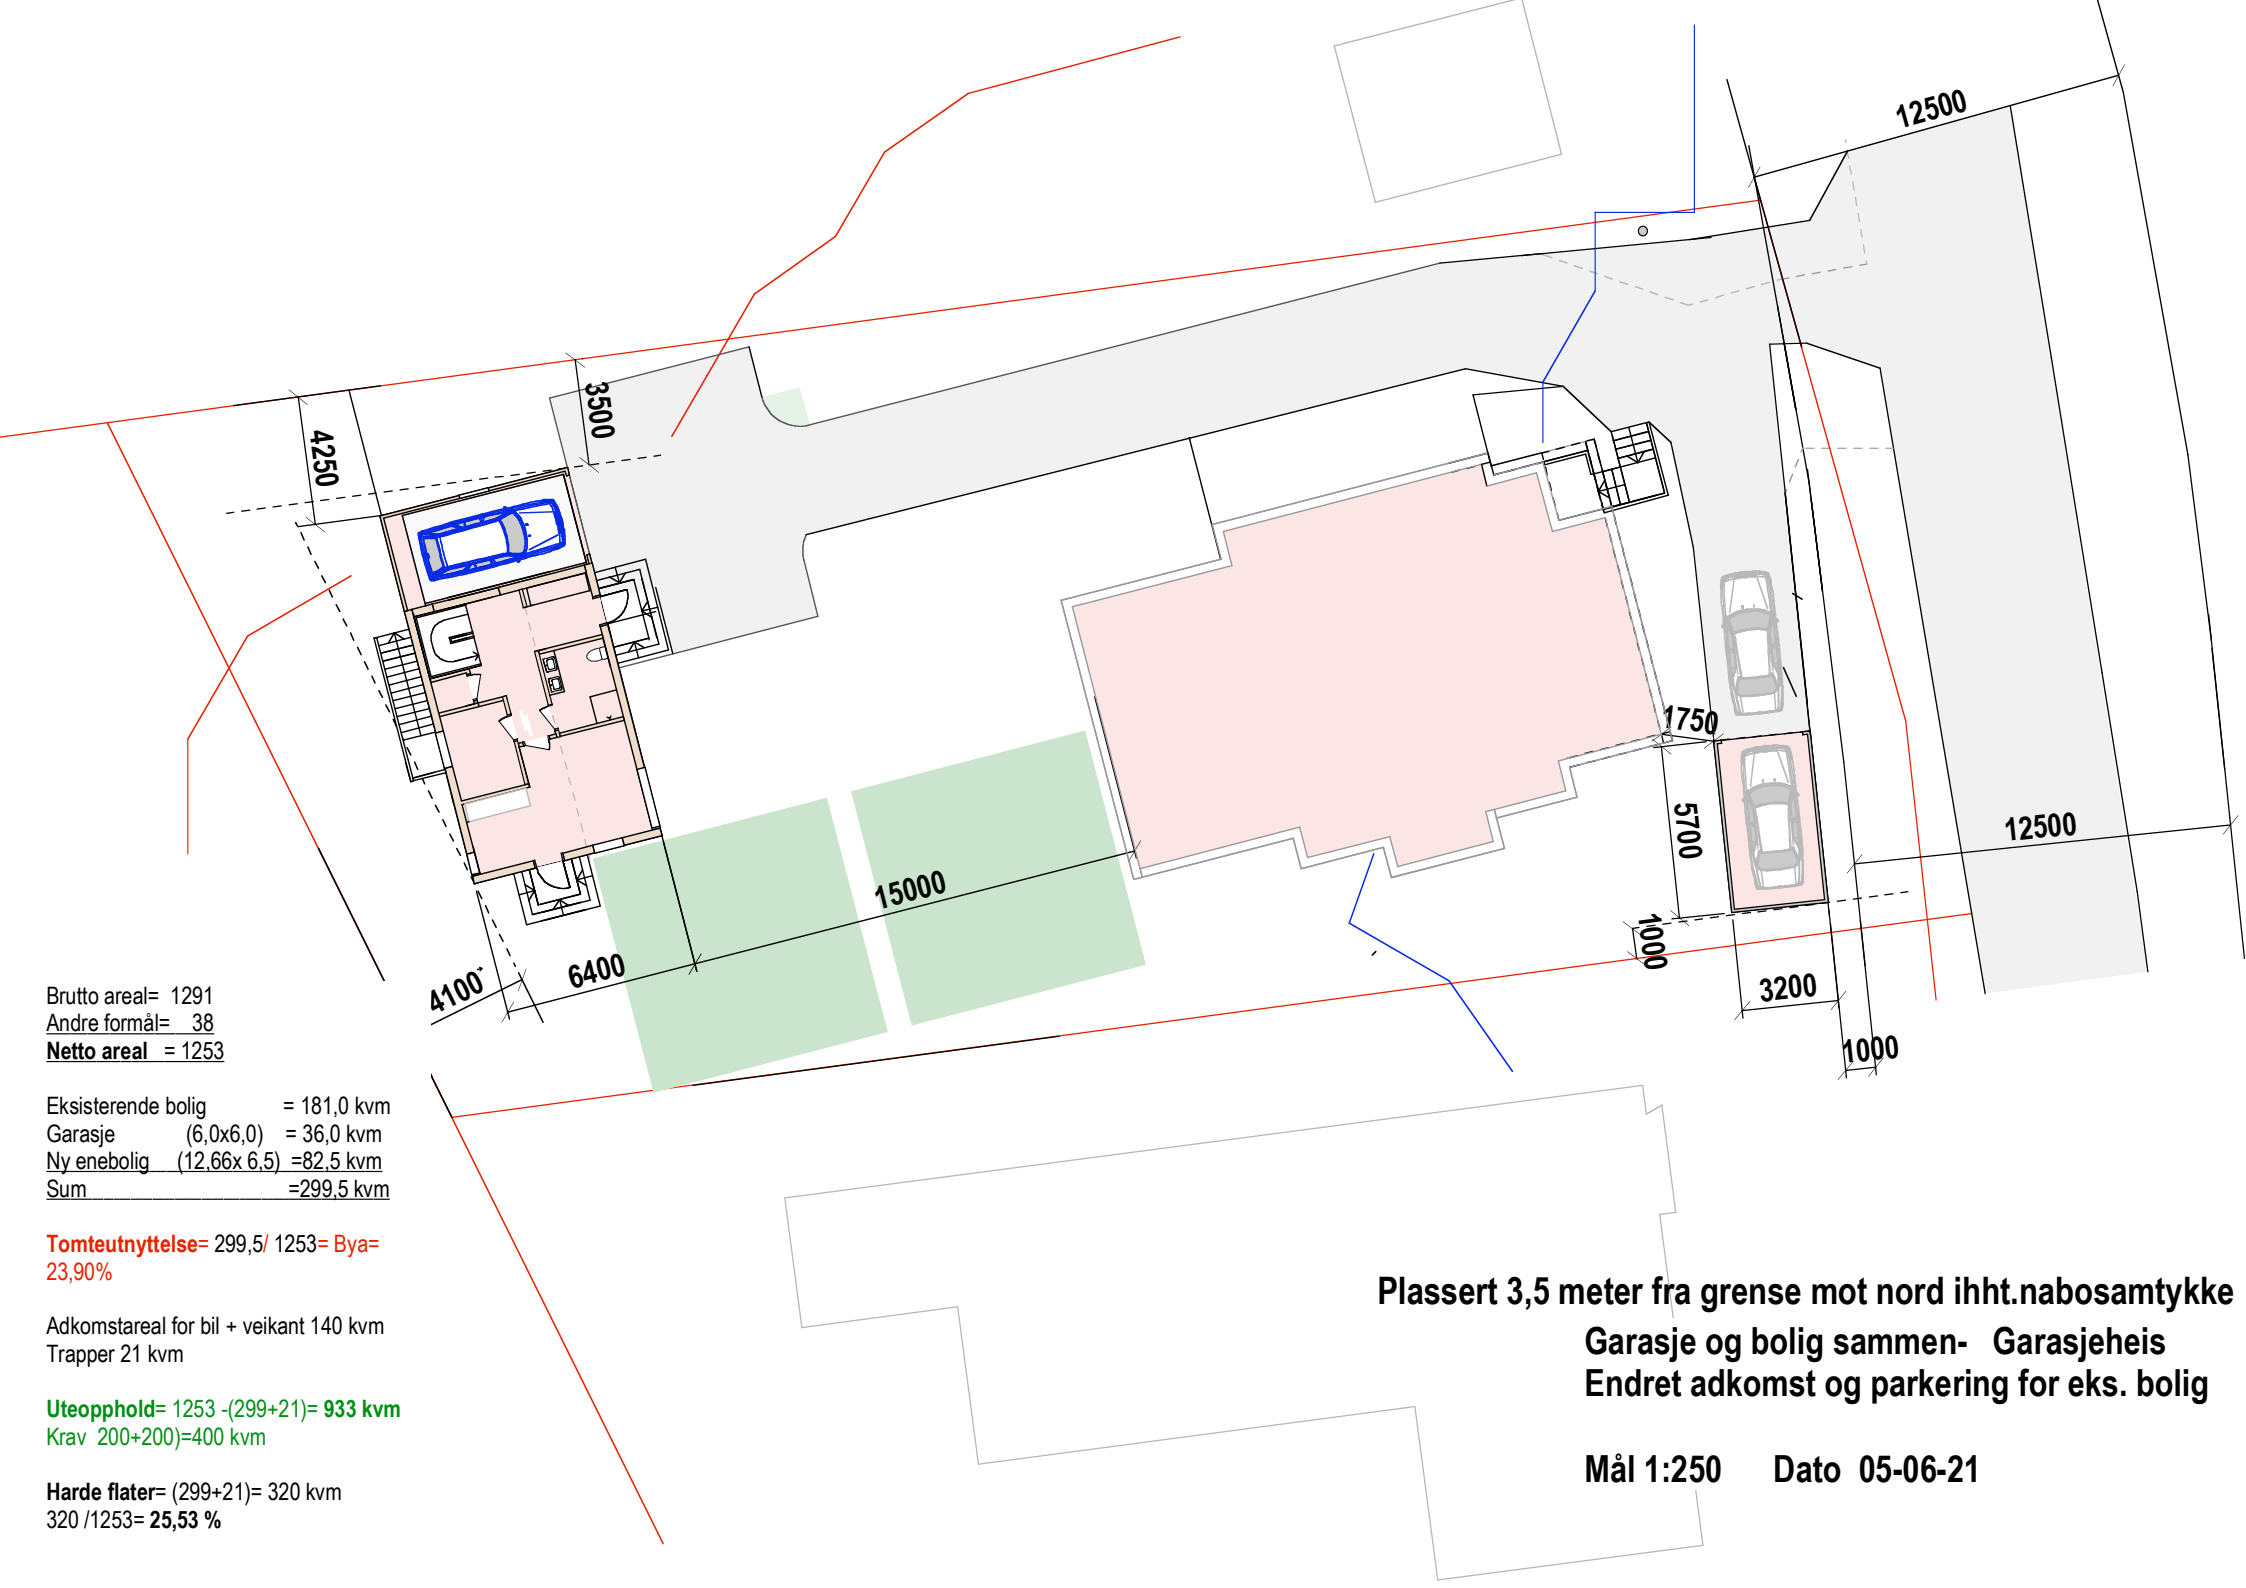 12500
3500
4250
1750
5700
12500
15000
1000
6400
4100
3200
1000
Brutto areal= 1291
Andre formål= 38
Netto areal = 1253
Eksisterende bolig = 181,0 kvm
Garasje (6,0x6,0) = 36,0 kvm
Ny enebolig (12,66x 6,5) =82,5 kvm
Sum =299,5 kvm
Tomteutnyttelse= 299,5/ 1253= Bya=
23,90%
Adkomstareal for bil + veikant 140 kvm
Trapper 21 kvm
Uteopphold= 1253 -(299+21)= 933 kvm
Krav 200+200)=400 kvm
Harde flater= (299+21)= 320 kvm
320 /1253= 25,53 %
Plassert 3,5 meter fra grense mot nord ihht.nabosamtykke
Garasje og bolig sammen- Garasjeheis
Endret adkomst og parkering for eks. bolig
Mål 1:250 Dato 05-06-21